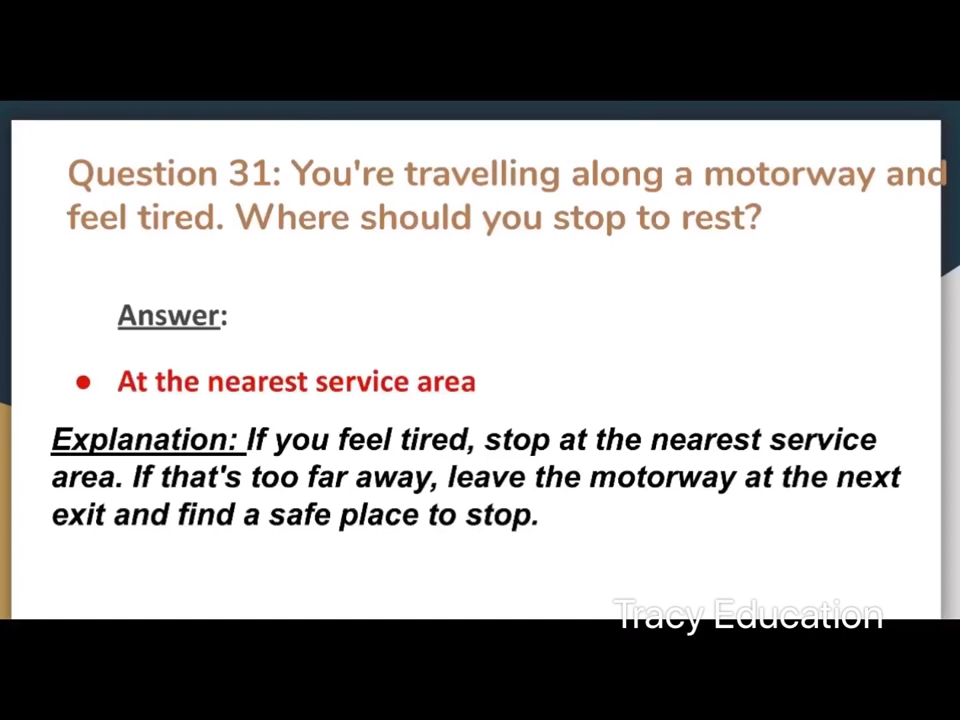 Question 31: You're travelling along a motorway and
feel tired. Where should you stop to rest?
Answer:
● At the nearest service area
Explanation: If you feel tired, stop at the nearest service
area. If that's too far away, leave the motorway at the next
exit and find a safe place to stop.
Tracy Education